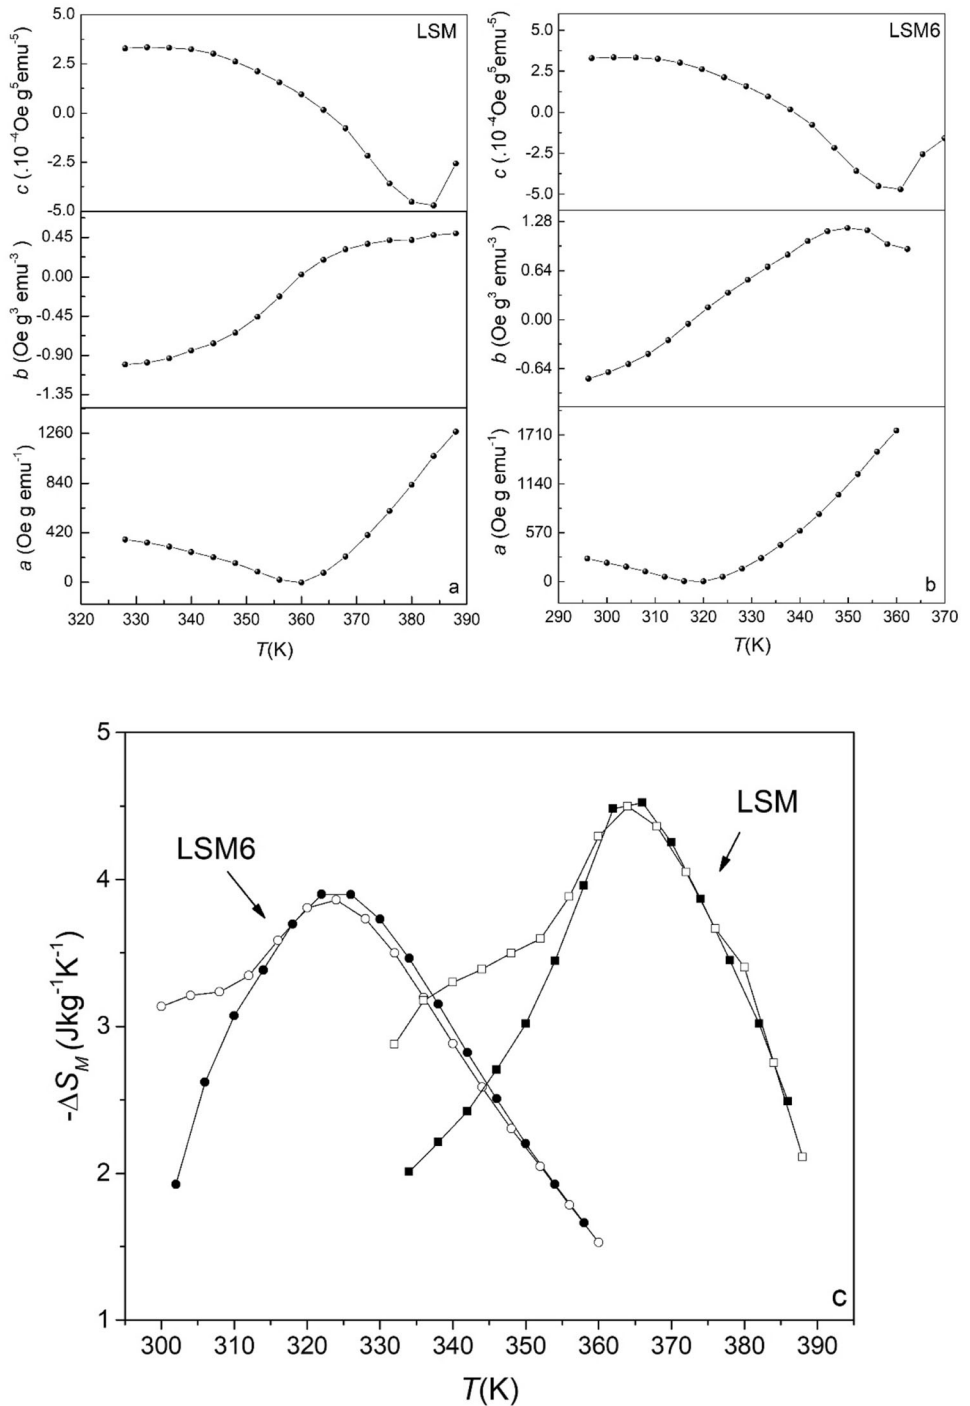 LSM
c (.10⁻⁴Oe g⁵emu⁻⁵)
5.0
2.5
0.0
-2.5
-5.0
b (Oe g³ emu⁻³ )
0.45
0.00
-0.45
-0.90
-1.35
a (Oe g emu⁻¹)
1260
840
420
0
a
320 330 340 350 360 370 380 390
T(K)
LSM6
c (.10⁻⁴Oe g⁵emu⁻⁵)
5.0
2.5
0.0
-2.5
-5.0
b (Oe g³ emu⁻³ )
1.28
0.64
0.00
-0.64
a (Oe g emu⁻¹)
1710
1140
570
0
b
290 300 310 320 330 340 350 360 370
T(K)
-ΔS_M (Jkg⁻¹K⁻¹)
5
4
3
2
1
LSM6
LSM
c
300 310 320 330 340 350 360 370 380 390
T(K)